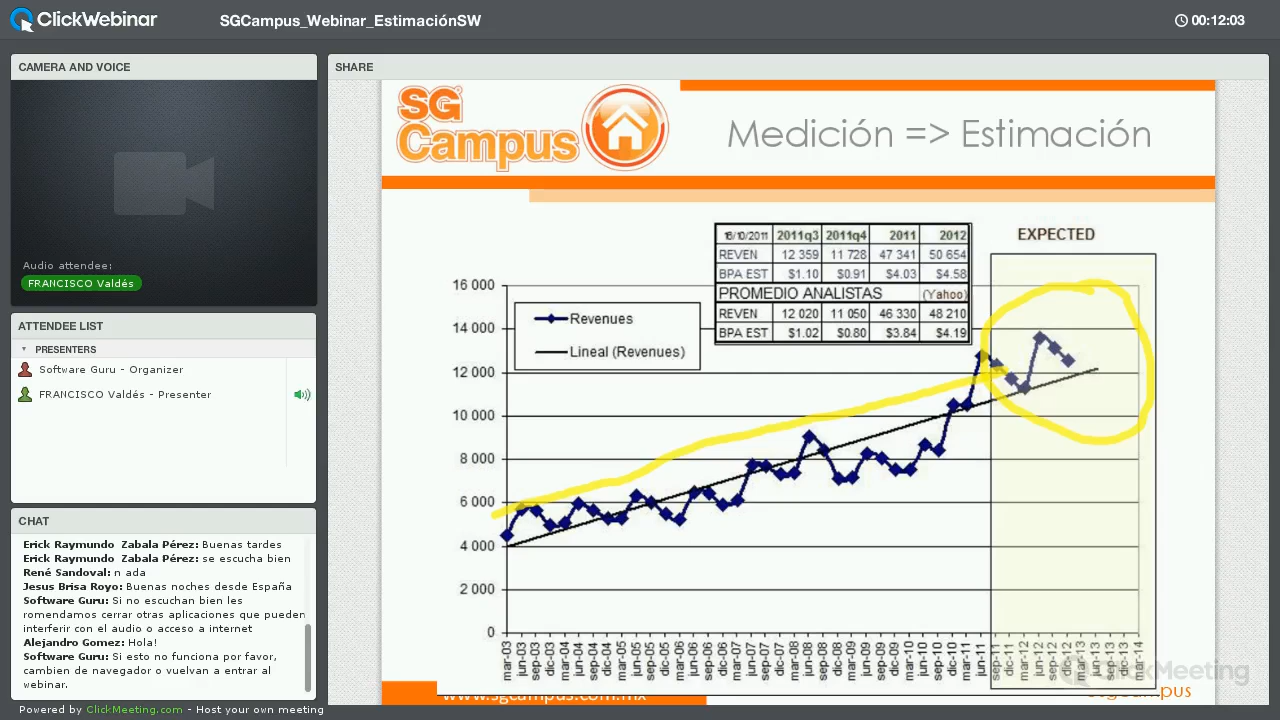 ClickWebinar
SGCampus_Webinar_EstimaciónSW
00:12:03
CAMERA AND VOICE
Audio attendee:
FRANCISCO Valdés
ATTENDEE LIST
PRESENTERS
Software Guru - Organizer
FRANCISCO Valdés - Presenter
CHAT
Erick Raymundo Zabala Pérez: Buenas tardes
Erick Raymundo Zabala Pérez: se escucha bien
René Sandoval: n ada
Jesus Brisa Royo: Buenas noches desde España
Software Guru: Si no escuchan bien les
romendamos cerrar otras aplicaciones que pueden
interferir con el audio o acceso a internet
Alejandro Gomez: Hola!
Software Guru: Si esto no funciona por favor,
cambien de navegador o vuelvan a entrar al
webinar.
Powered by ClickMeeting.com - Host your own meeting
SHARE
SG
Campus
Medición => Estimación
18/10/2011 2011q3 2011q4 2011 2012
REVEN 12 359 11 728 47 341 50 654
BPA EST $1.10 $0.91 $4.03 $4.58
PROMEDIO ANALISTAS (Yahoo)
REVEN 12 020 11 050 46 330 48 210
BPA EST $1.02 $0.80 $3.84 $4.19
EXPECTED
Revenues
Lineal (Revenues)
16 000
14 000
12 000
10 000
8 000
6 000
4 000
2 000
0
mar-03 jun-03 sep-03 dic-03 mar-04 jun-04 sep-04 dic-04 mar-05 jun-05 sep-05 dic-05 mar-06 jun-06 sep-06 dic-06 mar-07 jun-07 sep-07 dic-07 mar-08 jun-08 sep-08 dic-08 mar-09 jun-09 sep-09 dic-09 mar-10 jun-10 sep-10 dic-10 mar-11 jun-11 sep-11 dic-11 mar-12 jun-12 sep-12 dic-12 mar-13 jun-13 sep-13 dic-13 mar-14
ClickMeeting
www.sgcampus.com.mx
sgcampus